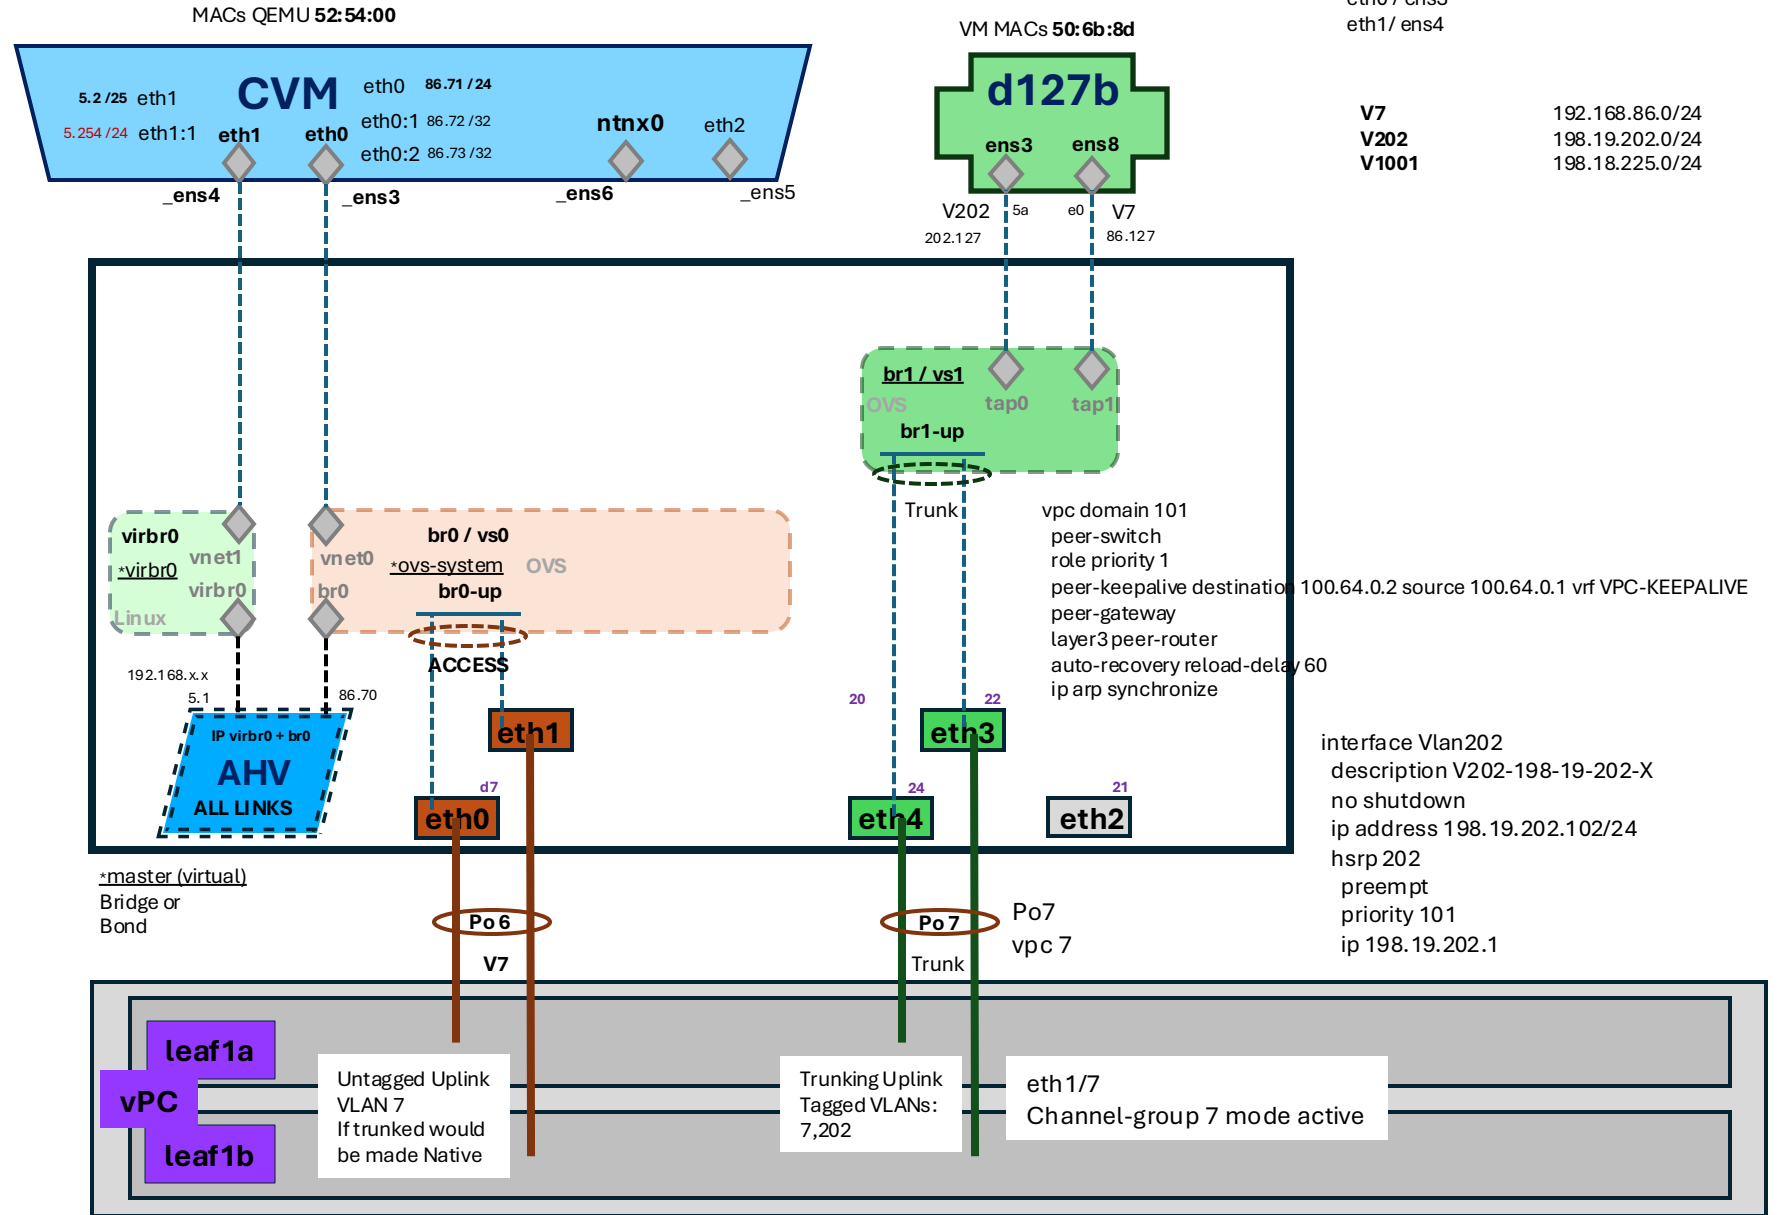 MACs QEMU 52:54:00
VM MACs 50:6b:8d
eth0 / ens3
eth1/ ens4
CVM
5.2 /25 eth1
5.254 /24 eth1:1
eth0 86.71 /24
eth0:1 86.72 /32
eth0:2 86.73 /32
eth1
eth0
ntnx0
eth2
_ens4
_ens3
_ens6
_ens5
d127b
ens3
ens8
V202
5a
e0
V7
202.127
86.127
V7 192.168.86.0/24
V202 198.19.202.0/24
V1001 198.18.225.0/24
br1 / vs1
OVS
tap0
tap1
br1-up
Trunk
virbr0
vnet1
*virbr0
virbr0
Linux
vnet0
br0
br0 / vs0
*ovs-system
OVS
br0-up
ACCESS
vpc domain 101
peer-switch
role priority 1
peer-keepalive destination 100.64.0.2 source 100.64.0.1 vrf VPC-KEEPALIVE
peer-gateway
layer3 peer-router
auto-recovery reload-delay 60
ip arp synchronize
192.168.x.x
5.1
86.70
IP virbr0 + br0
AHV
ALL LINKS
eth1
d7
eth0
20
22
eth3
24
eth4
21
eth2
interface Vlan202
description V202-198-19-202-X
no shutdown
ip address 198.19.202.102/24
hsrp 202
preempt
priority 101
ip 198.19.202.1
*master (virtual)
Bridge or
Bond
Po 6
V7
Po 7
Trunk
Po7
vpc 7
leaf1a
vPC
leaf1b
Untagged Uplink
VLAN 7
If trunked would
be made Native
Trunking Uplink
Tagged VLANs:
7,202
eth1/7
Channel-group 7 mode active